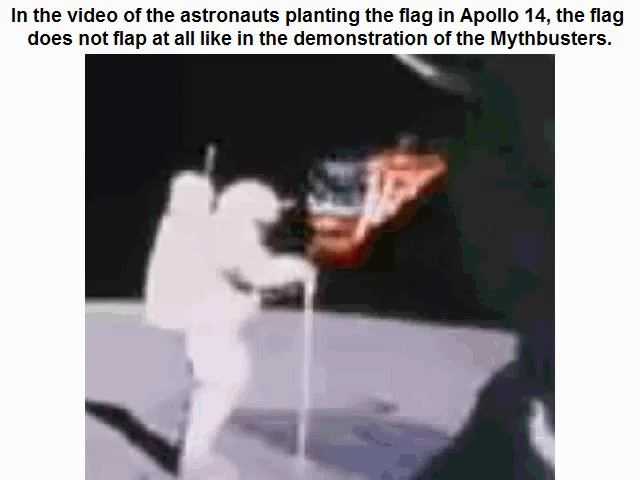 In the video of the astronauts planting the flag in Apollo 14, the flag
does not flap at all like in the demonstration of the Mythbusters.